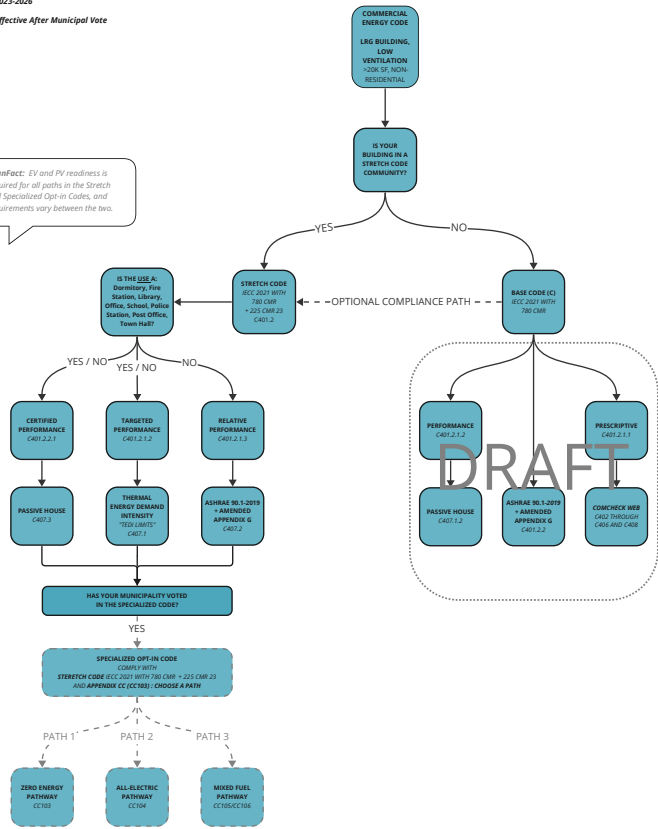 023-2026
ffective After Municipal Vote
COMMERCIAL
ENERGY CODE
LRG BUILDING,
LOW
VENTILATION
>20K SF, NON-
RESIDENTIAL
IS YOUR
BUILDING IN A
STRETCH CODE
COMMUNITY?
nFact: EV and PV readiness is
uired for all paths in the Stretch
Specialized Opt-in Codes, and
uirements vary between the two.
YES
NO
IS THE USE A:
Dormitory, Fire
Station, Library,
Office, School, Police
Station, Post Office,
Town Hall?
STRETCH CODE
IECC 2021 WITH
780 CMR
+ 225 CMR 23
C401.2
OPTIONAL COMPLIANCE PATH
BASE CODE (C)
IECC 2021 WITH
780 CMR
YES / NO
YES / NO
NO
CERTIFIED
PERFORMANCE
C401.2.2.1
TARGETED
PERFORMANCE
C401.2.1.2
RELATIVE
PERFORMANCE
C401.2.1.3
PERFORMANCE
C401.2.1.2
PRESCRIPTIVE
C401.2.1.1
DRAFT
PASSIVE HOUSE
C407.3
THERMAL
ENERGY DEMAND
INTENSITY
"TEDI LIMITS"
C407.1
ASHRAE 90.1-2019
+ AMENDED
APPENDIX G
C407.2
PASSIVE HOUSE
C407.1.2
ASHRAE 90.1-2019
+ AMENDED
APPENDIX G
C401.2.2
COMCHECK WEB
C402 THROUGH
C406 AND C408
HAS YOUR MUNICIPALITY VOTED
IN THE SPECIALIZED CODE?
YES
SPECIALIZED OPT-IN CODE
COMPLY WITH
STERETCH CODE IECC 2021 WITH 780 CMR + 225 CMR 23
AND APPENDIX CC (CC103) : CHOOSE A PATH
PATH 1
PATH 2
PATH 3
ZERO ENERGY
PATHWAY
CC103
ALL-ELECTRIC
PATHWAY
CC104
MIXED FUEL
PATHWAY
CC105/CC106